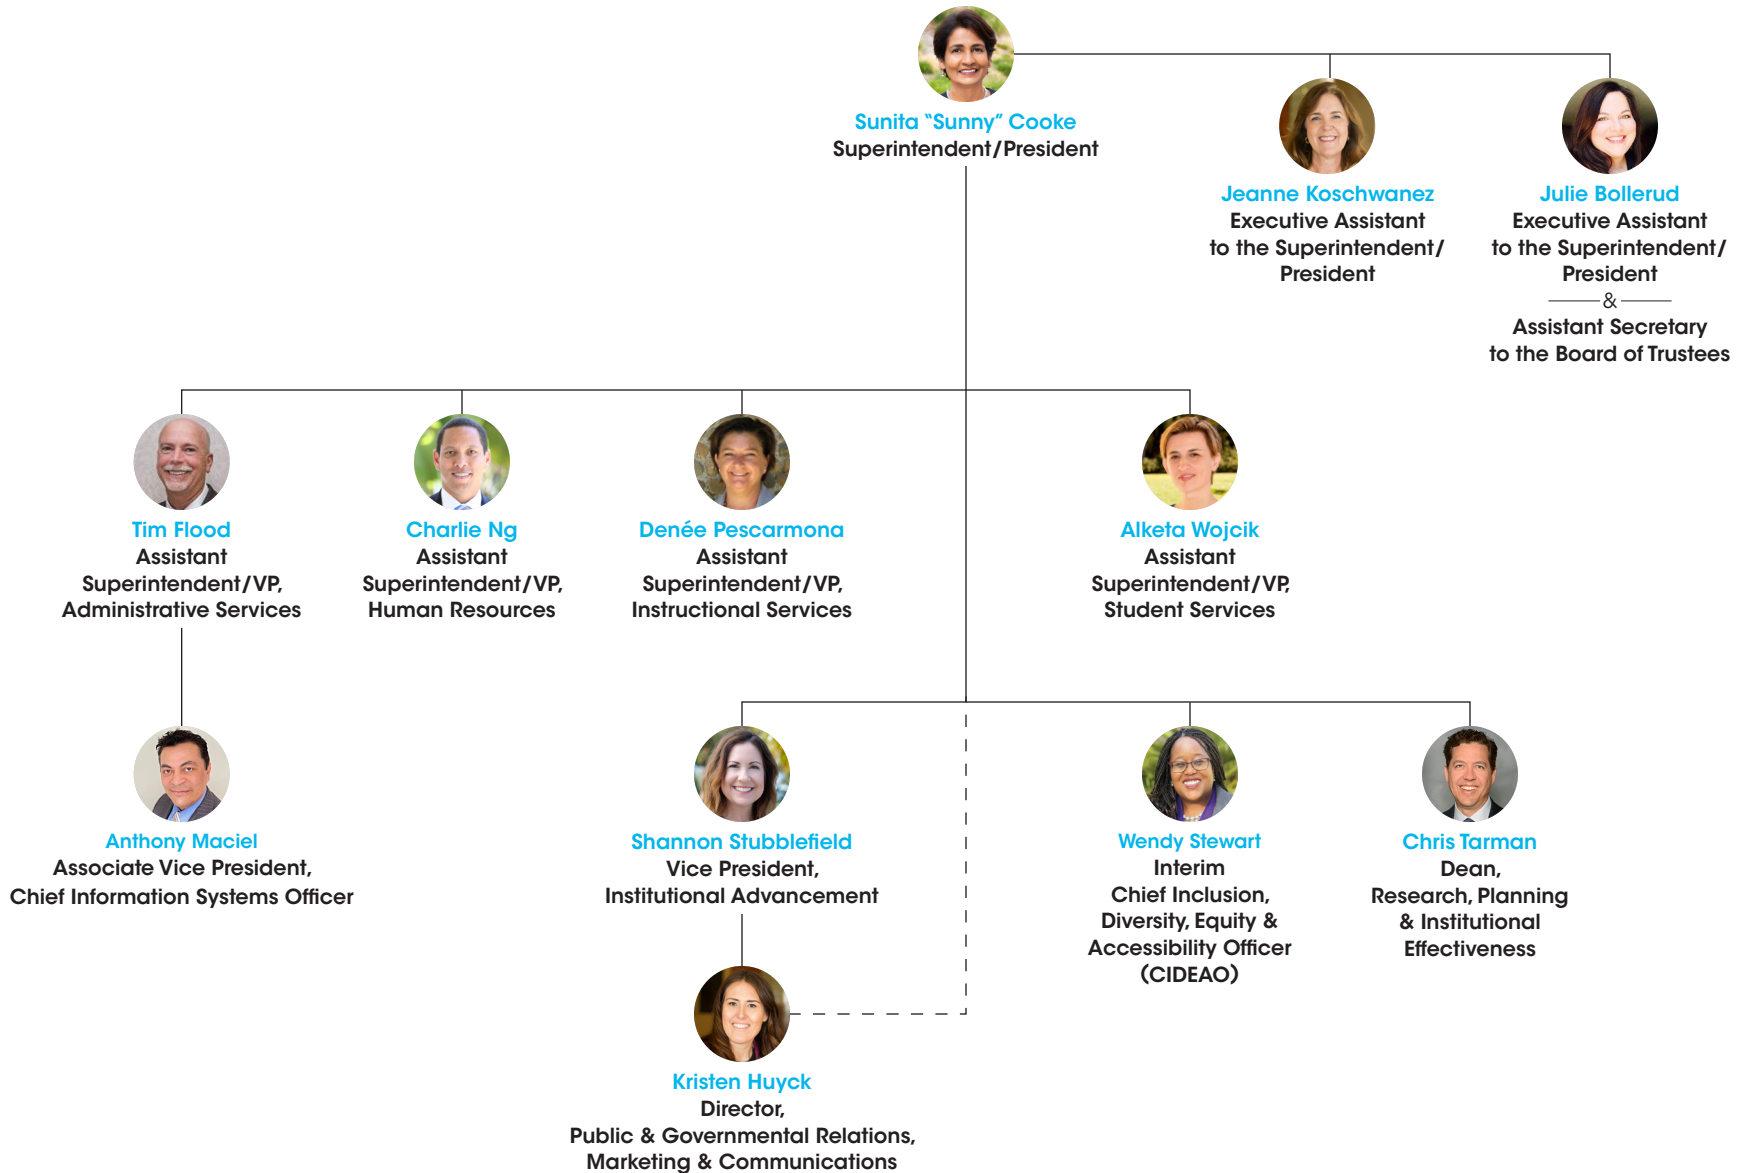 Sunita “Sunny” Cooke
Superintendent/President
Jeanne Koschwanez
Executive Assistant
to the Superintendent/
President
Julie Bollerud
Executive Assistant
to the Superintendent/
President
&
Assistant Secretary
to the Board of Trustees
Tim Flood
Assistant
Superintendent/VP,
Administrative Services
Charlie Ng
Assistant
Superintendent/VP,
Human Resources
Denée Pescarmona
Assistant
Superintendent/VP,
Instructional Services
Alketa Wojcik
Assistant
Superintendent/VP,
Student Services
Anthony Maciel
Associate Vice President,
Chief Information Systems Officer
Shannon Stubblefield
Vice President,
Institutional Advancement
Wendy Stewart
Interim
Chief Inclusion,
Diversity, Equity &
Accessibility Officer
(CIDEAO)
Chris Tarman
Dean,
Research, Planning
& Institutional
Effectiveness
Kristen Huyck
Director,
Public & Governmental Relations,
Marketing & Communications